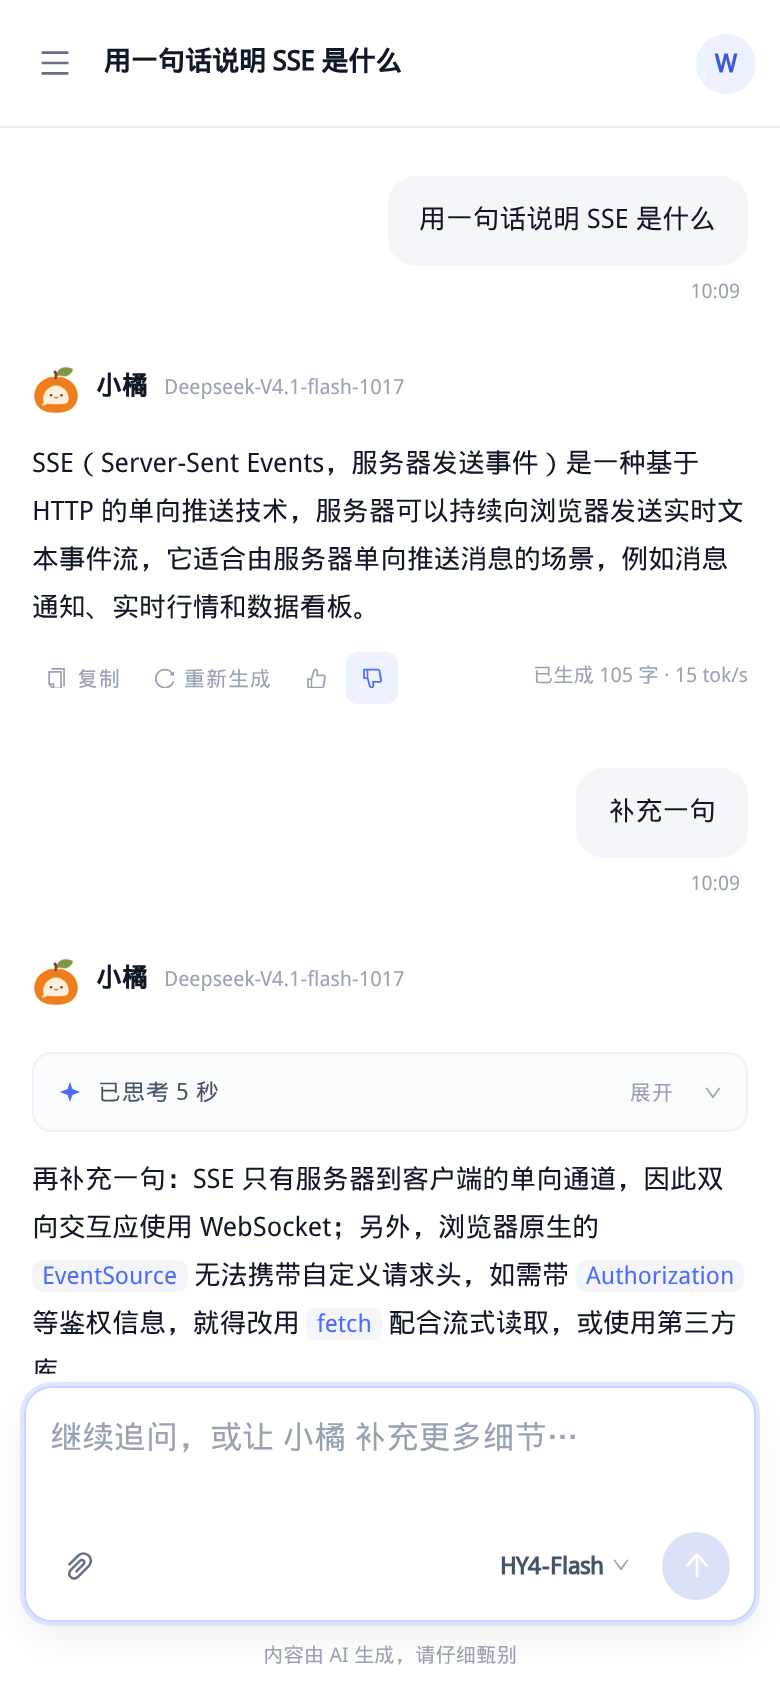 用一句话说明 SSE 是什么
W
用一句话说明 SSE 是什么
10:09
小橘 Deepseek-V4.1-flash-1017
SSE（Server-Sent Events，服务器发送事件）是一种基于
HTTP 的单向推送技术，服务器可以持续向浏览器发送实时文
本事件流，它适合由服务器单向推送消息的场景，例如消息
通知、实时行情和数据看板。
复制 重新生成 已生成 105 字 · 15 tok/s
补充一句
10:09
小橘 Deepseek-V4.1-flash-1017
已思考 5 秒 展开
再补充一句：SSE 只有服务器到客户端的单向通道，因此双
向交互应使用 WebSocket；另外，浏览器原生的
EventSource 无法携带自定义请求头，如需带 Authorization
等鉴权信息，就得改用 fetch 配合流式读取，或使用第三方
库
继续追问，或让 小橘 补充更多细节…
HY4-Flash
内容由 AI 生成，请仔细甄别